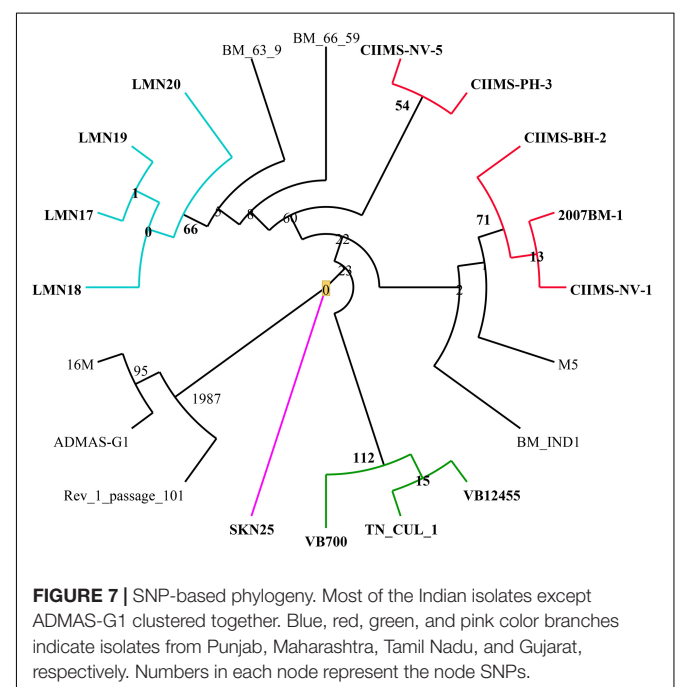 BM_66_59
BM_63_9
CIIMS-NV-5
LMN20
CIIMS-PH-3
54
LMN19
CIIMS-BH-2
1
LMN17
2007BM-1
5
8
60
71
66
0
22
13
23
LMN18
0
2
CIIMS-NV-1
16M
95
M5
1987
ADMAS-G1
BM_IND1
112
15
Rev_1_passage_101
VB12455
SKN25
TN_CUL_1
VB700
FIGURE 7 | SNP-based phylogeny. Most of the Indian isolates except
ADMAS-G1 clustered together. Blue, red, green, and pink color branches
indicate isolates from Punjab, Maharashtra, Tamil Nadu, and Gujarat,
respectively. Numbers in each node represent the node SNPs.